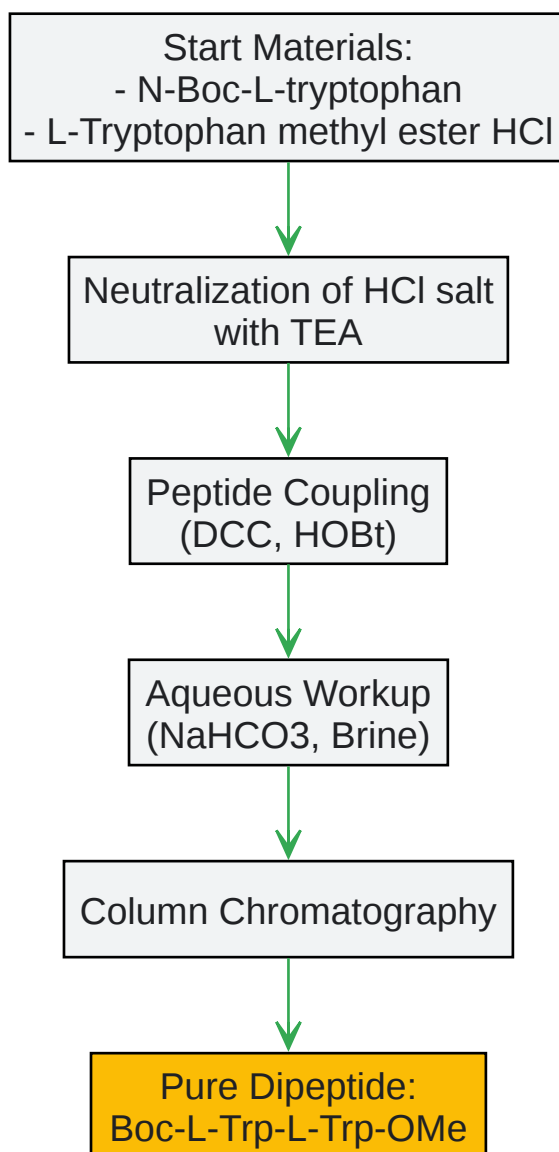 Start Materials:
- N-Boc-L-tryptophan
- L-Tryptophan methyl ester HCl
Neutralization of HCl salt
with TEA
Peptide Coupling
(DCC, HOBt)
Aqueous Workup
(NaHCO3, Brine)
Column Chromatography
Pure Dipeptide:
Boc-L-Trp-L-Trp-OMe